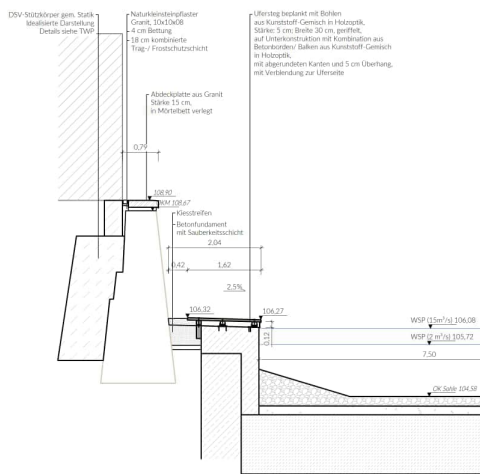 DSV-Stützkörper gem. Statik
Idealisierte Darstellung
Details siehe TWP
Naturkleinsteinpflaster
Granit, 10x10x08
4 cm Bettung
18 cm kombinierte
Trag-/ Frostschutzschicht
Ufersteg beplankt mit Bohlen
aus Kunststoff-Gemisch in Holzoptik,
Stärke: 5 cm; Breite 30 cm, geriffelt,
auf Unterkonstruktion mit Kombination aus
Betonborden/ Balken aus Kunststoff-Gemisch
in Holzoptik,
mit abgerundeten Kanten und 5 cm Überhang,
mit Verblendung zur Uferseite
Abdeckplatte aus Granit
Stärke 15 cm,
in Mörtelbett verlegt
0,79
108,90
OKM 108,67
Kiesstreifen
Betonfundament
mit Sauberkeitsschicht
2,04
0,42
1,62
2,5%
106,32
106,27
0,12
WSP (15m³/s) 106,08
WSP (2 m³/s) 105,72
7,50
OK Sohle 104,58